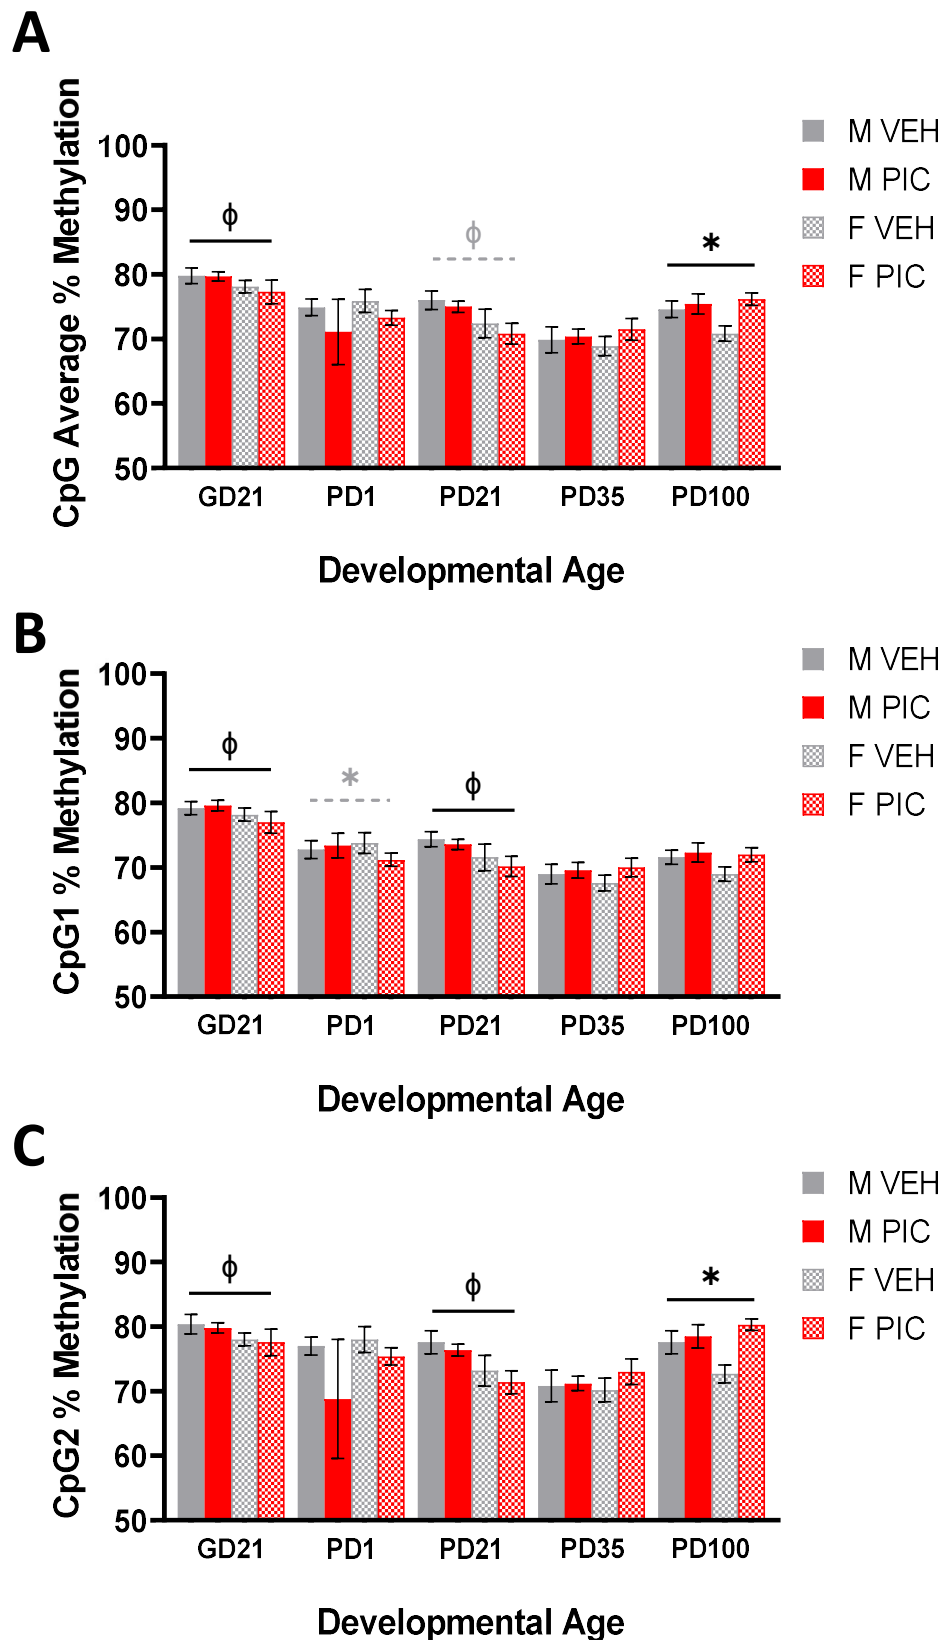 A
CpG Average % Methylation
100
90
80
70
60
50
ϕ
ϕ
*
GD21 PD1 PD21 PD35 PD100
Developmental Age
M VEH
M PIC
F VEH
F PIC
B
CpG1 % Methylation
100
90
80
70
60
50
ϕ
*
ϕ
GD21 PD1 PD21 PD35 PD100
Developmental Age
M VEH
M PIC
F VEH
F PIC
C
CpG2 % Methylation
100
90
80
70
60
50
ϕ
ϕ
*
GD21 PD1 PD21 PD35 PD100
Developmental Age
M VEH
M PIC
F VEH
F PIC